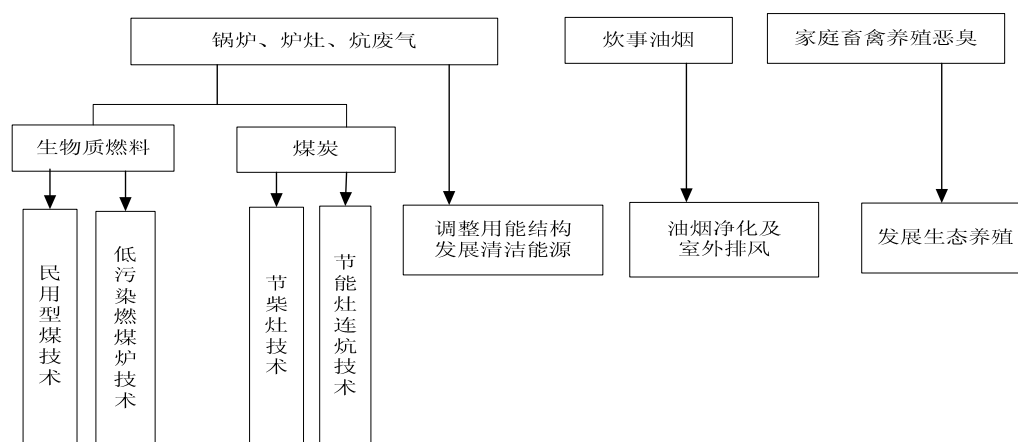 锅炉、炉灶、炕废气
炊事油烟
家庭畜禽养殖恶臭
生物质燃料
煤炭
民用型煤技术
低污染燃煤炉技术
节柴灶技术
节能灶连炕技术
调整用能结构
发展清洁能源
油烟净化及
室外排风
发展生态养殖